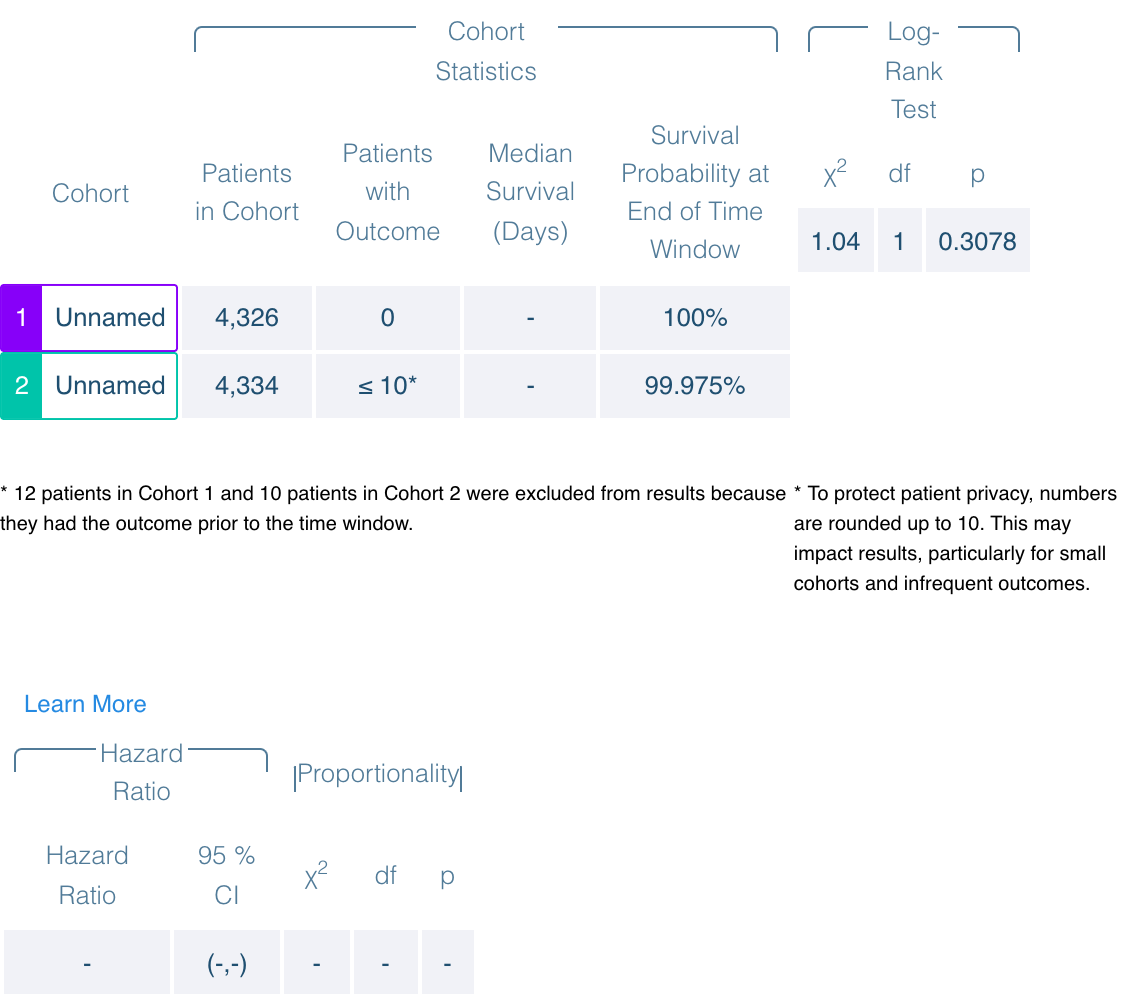 Cohort
Statistics
Log-
Rank
Test
Cohort
Patients
in Cohort
Patients
with
Outcome
Median
Survival
(Days)
Survival
Probability at
End of Time
Window
χ² df p
1.04 1 0.3078
1 Unnamed 4,326 0 - 100%
2 Unnamed 4,334 ≤ 10* - 99.975%
* 12 patients in Cohort 1 and 10 patients in Cohort 2 were excluded from results because
they had the outcome prior to the time window.
* To protect patient privacy, numbers
are rounded up to 10. This may
impact results, particularly for small
cohorts and infrequent outcomes.
Learn More
Hazard
Ratio
Proportionality
Hazard
Ratio
95 %
CI
χ² df p
- (-,-) - - -